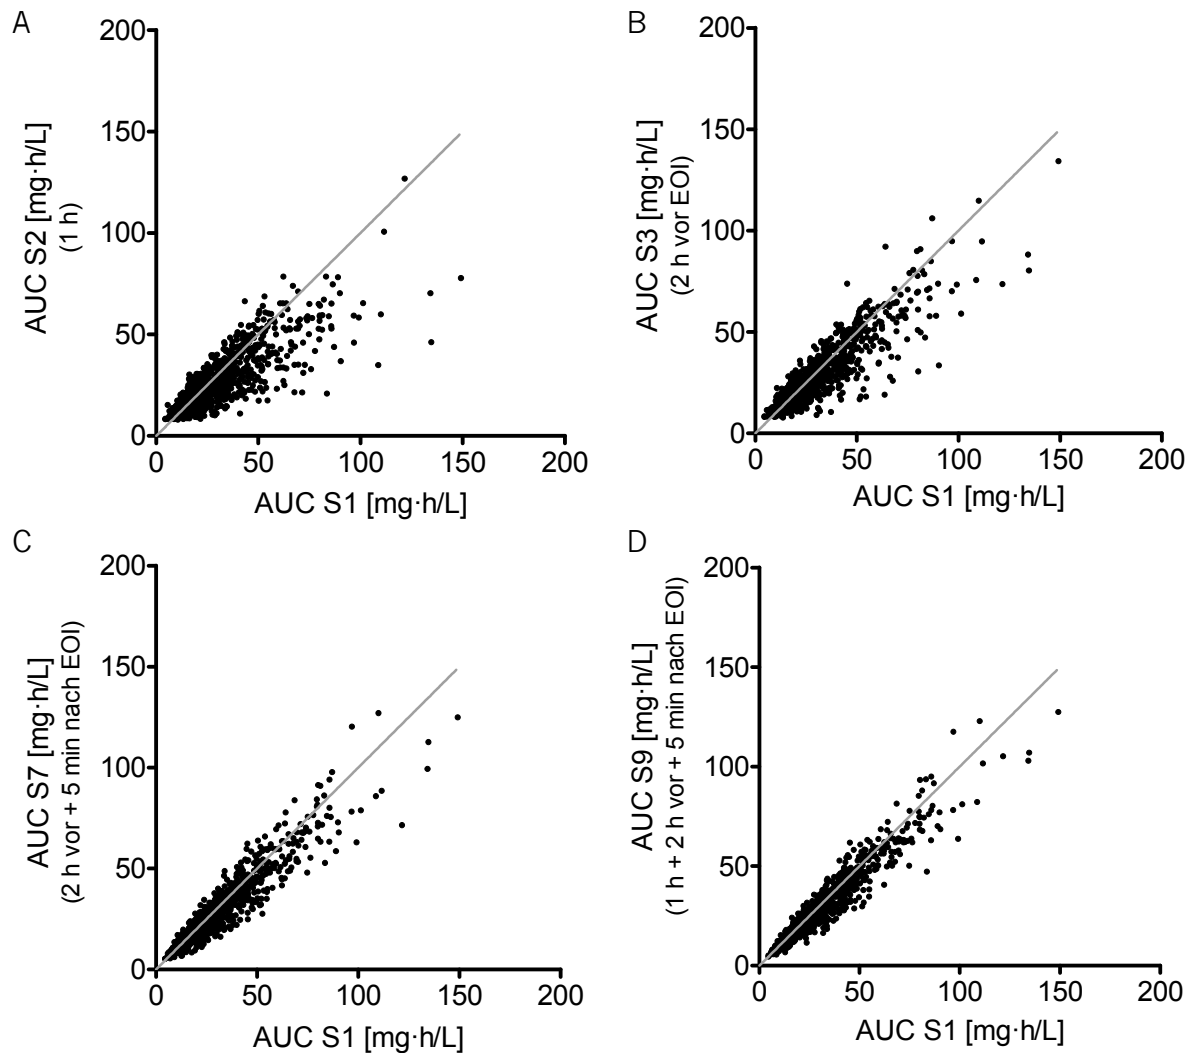 A
200
150
100
50
0
AUC S2 [mg·h/L]
(1 h)
0 50 100 150 200
AUC S1 [mg·h/L]
B
200
150
100
50
0
AUC S3 [mg·h/L]
(2 h vor EOI)
0 50 100 150 200
AUC S1 [mg·h/L]
C
200
150
100
50
0
AUC S7 [mg·h/L]
(2 h vor + 5 min nach EOI)
0 50 100 150 200
AUC S1 [mg·h/L]
D
200
150
100
50
0
AUC S9 [mg·h/L]
(1 h + 2 h vor + 5 min nach EOI)
0 50 100 150 200
AUC S1 [mg·h/L]